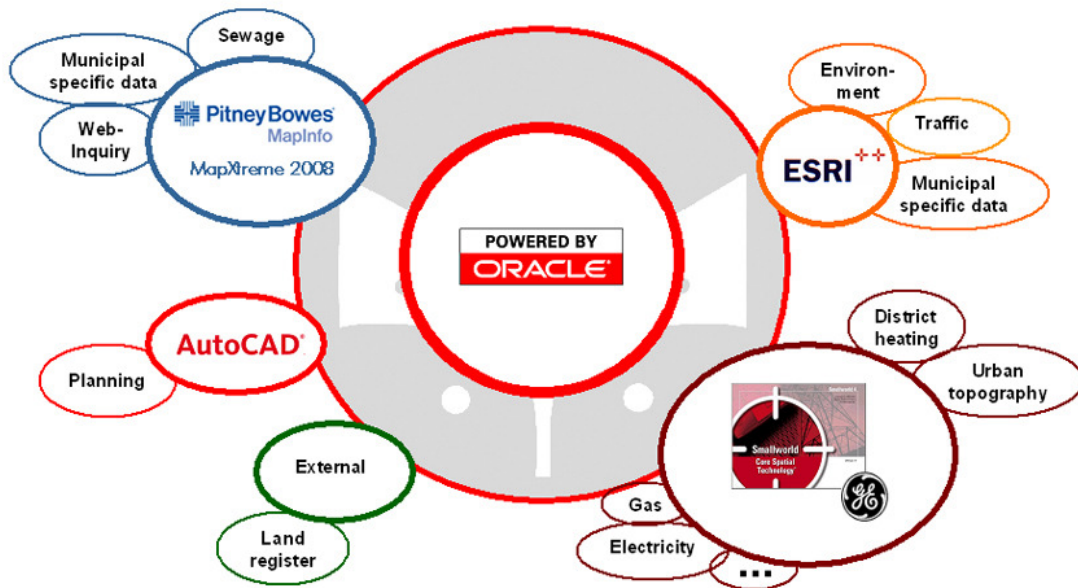 Sewage
Municipal
specific data
Web-
Inquiry
PitneyBowes®
MapInfo
MapXtreme 2008
Environ-
ment
Traffic
ESRI
Municipal
specific data
POWERED BY
ORACLE®
AutoCAD®
Planning
External
Land
register
District
heating
Urban
topography
Smallworld
Core Spatial
Technology
GE
Gas
Electricity
...